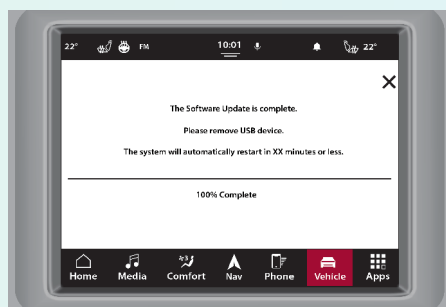 22° FM 10:01 22°
The Software Update is complete.
Please remove USB device.
The system will automatically restart in XX minutes or less.
100% Complete
Home Media Comfort Nav Phone Vehicle Apps